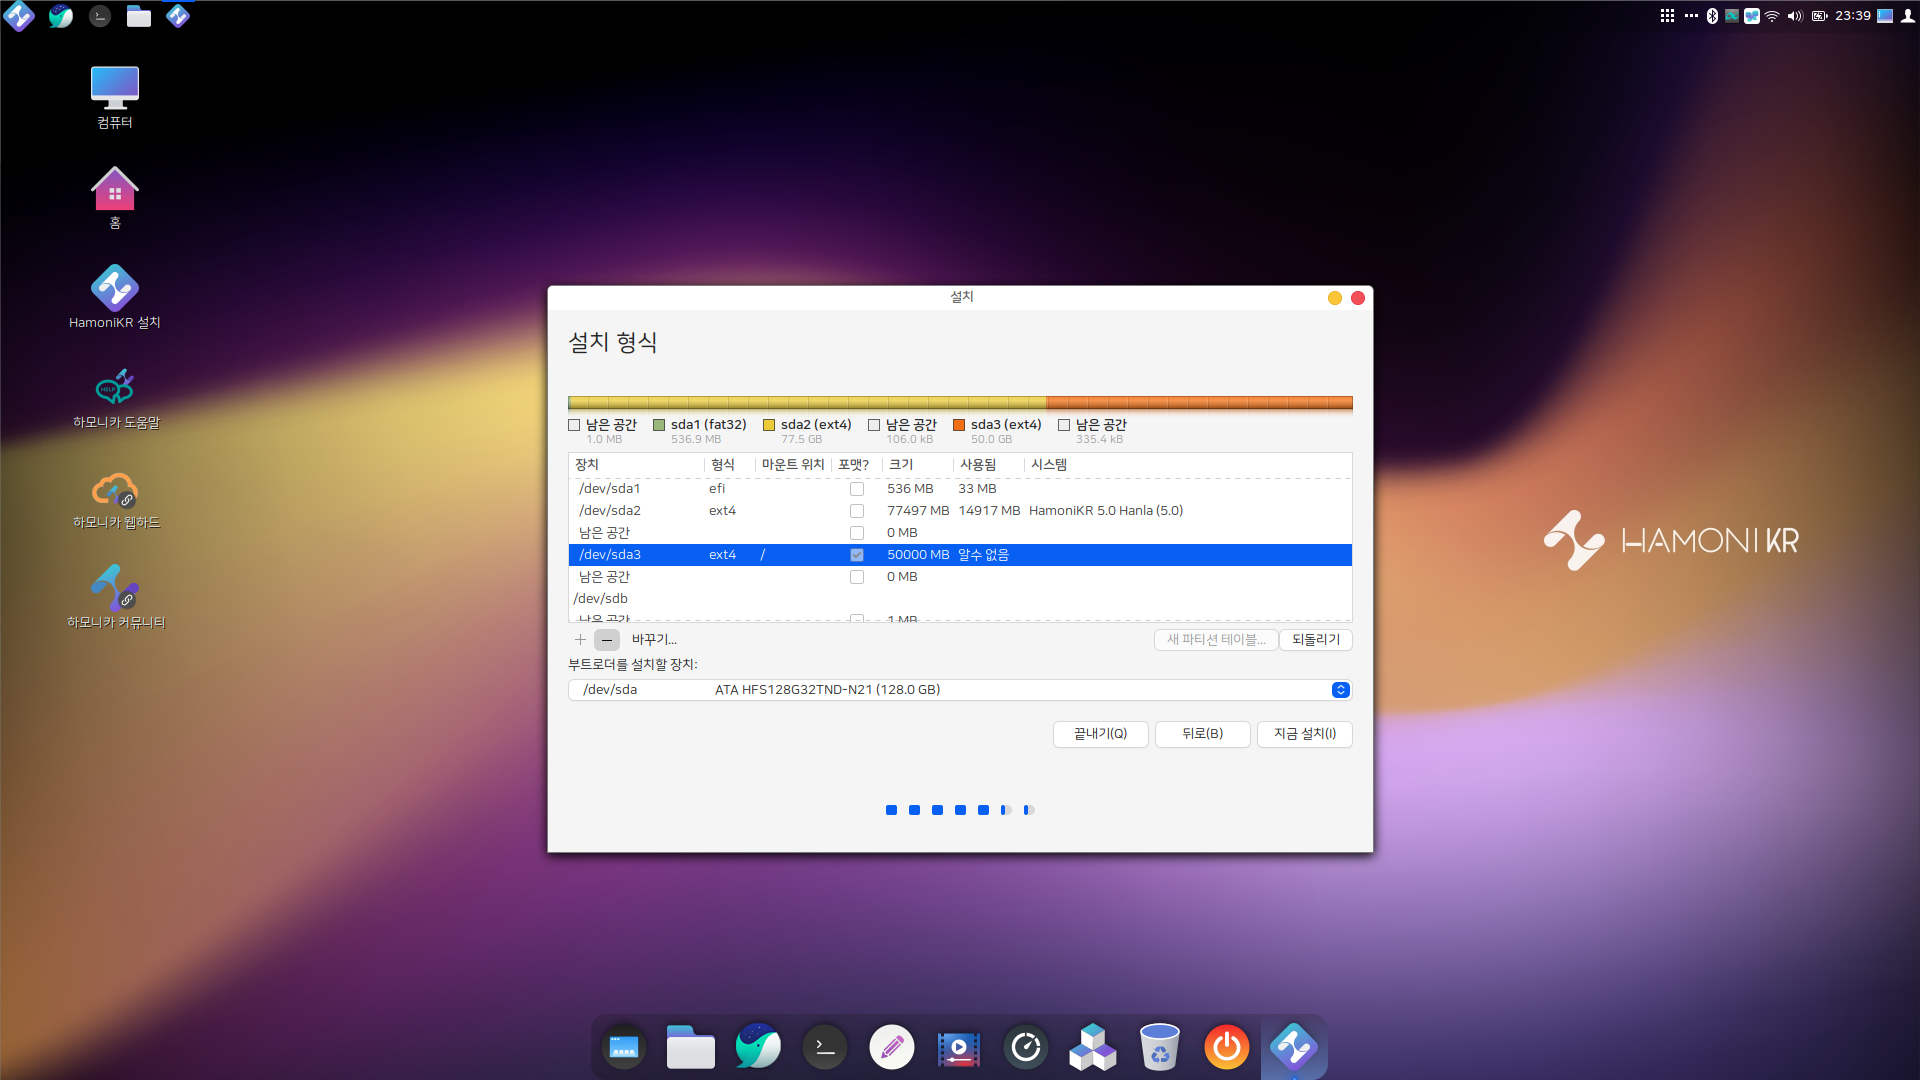 23:39
컴퓨터
홈
HamoniKR 설치
하모니카 도움말
하모니카 웹하드
하모니카 커뮤니티
HAMONIKR
설치
설치 형식
남은 공간 sda1 (fat32) sda2 (ext4) 남은 공간 sda3 (ext4) 남은 공간
1.0 MB 536.9 MB 77.5 GB 106.0 kB 50.0 GB 335.4 kB
장치 형식 마운트 위치 포맷? 크기 사용됨 시스템
/dev/sda1 efi 536 MB 33 MB
/dev/sda2 ext4 77497 MB 14917 MB HamoniKR 5.0 Hanla (5.0)
남은 공간 0 MB
/dev/sda3 ext4 / 50000 MB 알수 없음
남은 공간 0 MB
/dev/sdb
남은 공간 1 MB
+ − 바꾸기... 새 파티션 테이블... 되돌리기
부트로더를 설치할 장치:
/dev/sda ATA HFS128G32TND-N21 (128.0 GB)
끝내기(Q) 뒤로(B) 지금 설치(I)